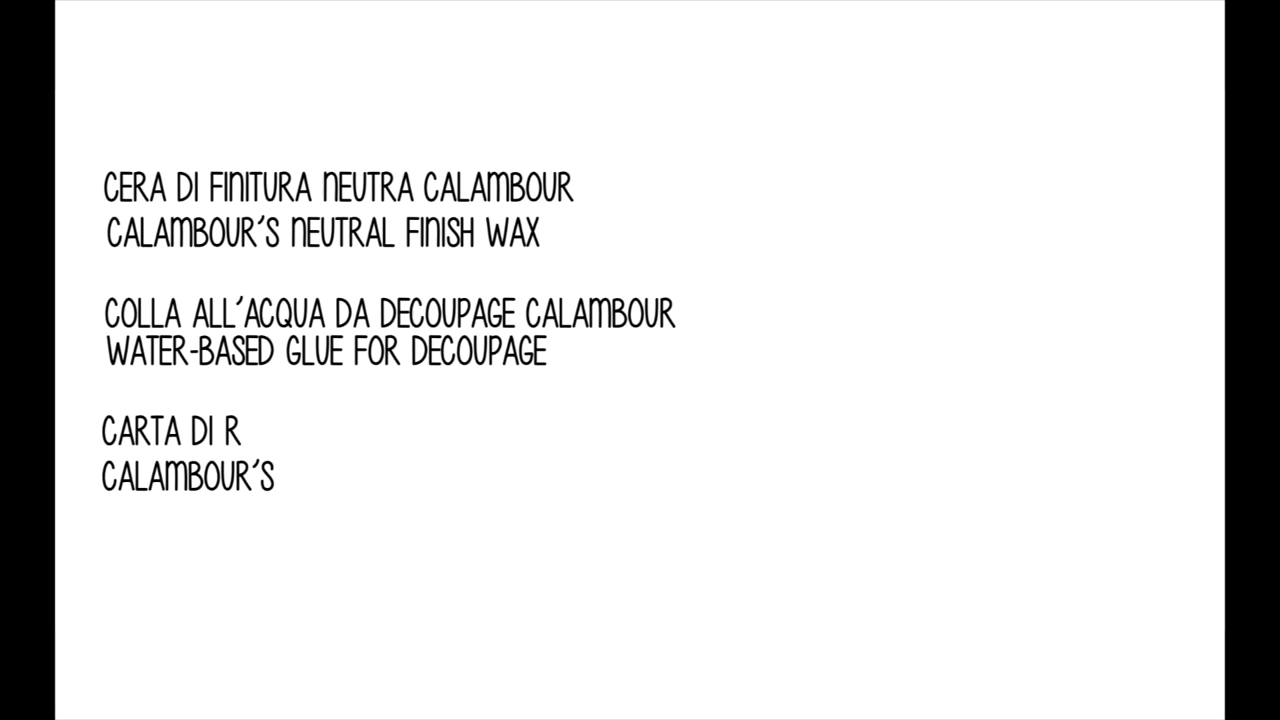 CERA DI FINITURA NEUTRA CALAMBOUR
CALAMBOUR'S NEUTRAL FINISH WAX
COLLA ALL'ACQUA DA DECOUPAGE CALAMBOUR
WATER-BASED GLUE FOR DECOUPAGE
CARTA DI R
CALAMBOUR'S